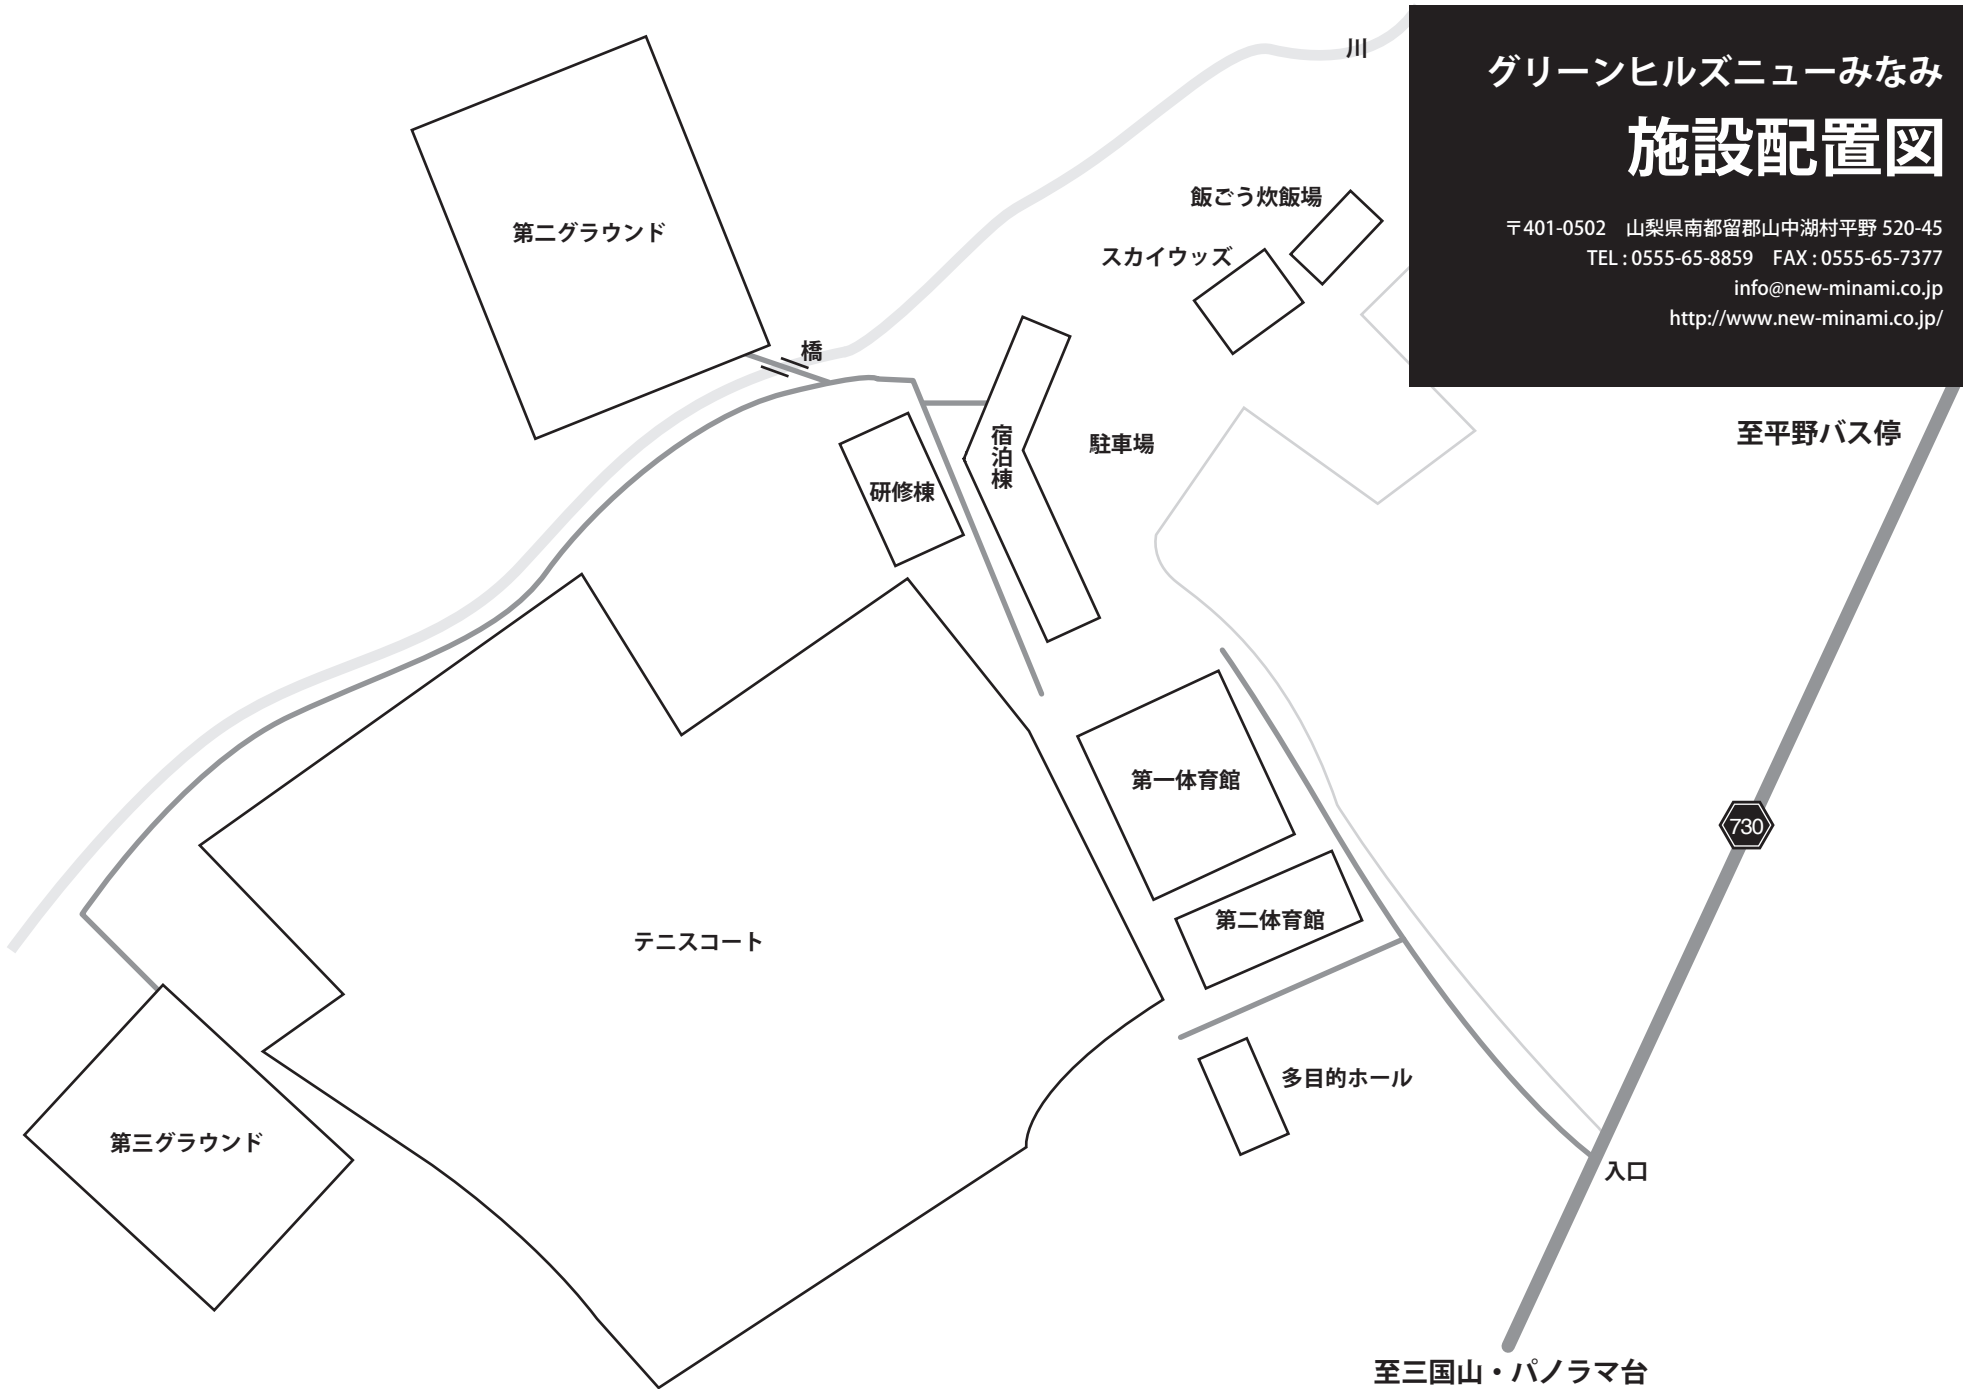 グリーンヒルズニューみなみ
施設配置図
〒401-0502　山梨県南都留郡山中湖村平野 520-45
TEL : 0555-65-8859　FAX : 0555-65-7377
info@new-minami.co.jp
http://www.new-minami.co.jp/
川
飯ごう炊飯場
第二グラウンド
スカイウッズ
橋
至平野バス停
宿泊棟
駐車場
研修棟
第一体育館
730
第二体育館
テニスコート
多目的ホール
第三グラウンド
入口
至三国山・パノラマ台